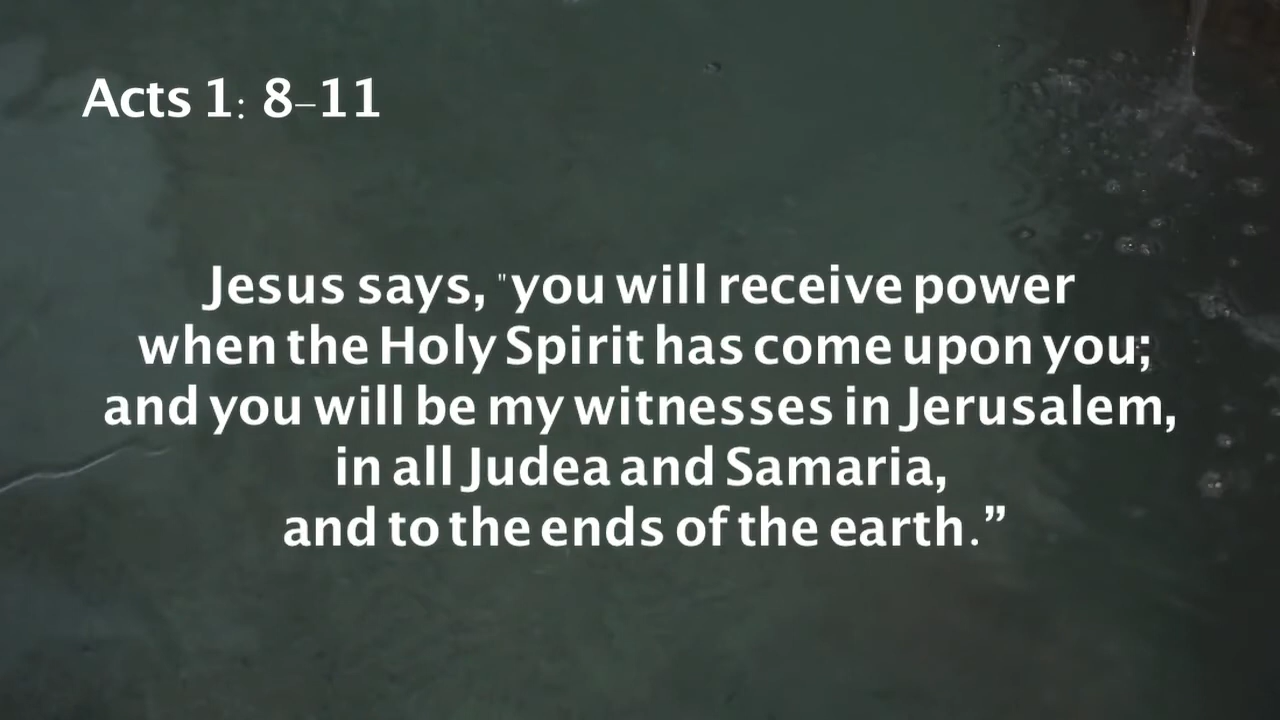 Acts 1: 8–11
Jesus says, "you will receive power
when the Holy Spirit has come upon you;
and you will be my witnesses in Jerusalem,
in all Judea and Samaria,
and to the ends of the earth.”